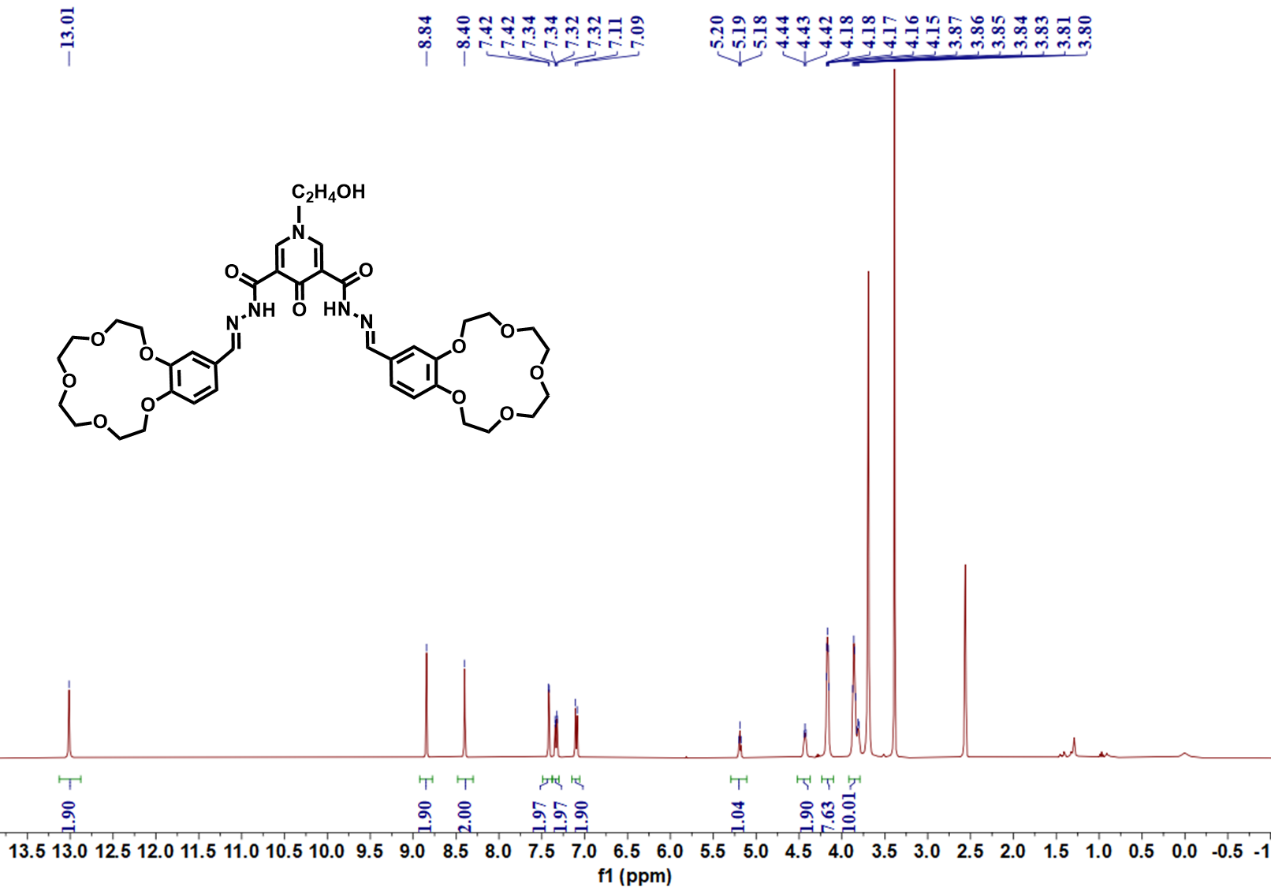 13.01
8.84
8.40
7.42
7.42
7.34
7.34
7.32
7.32
7.11
7.09
5.20
5.19
5.18
4.44
4.43
4.42
4.18
4.18
4.17
4.16
4.15
3.87
3.86
3.85
3.84
3.83
3.81
3.80
C2H4OH
N
O
O
O
NH
HN
N
N
O
O
O
O
O
O
O
O
O
O
1.90
1.90
2.00
1.97
1.97
1.90
1.04
1.90
7.63
10.01
13.5 13.0 12.5 12.0 11.5 11.0 10.5 10.0 9.5 9.0 8.5 8.0 7.5 7.0 6.5 6.0 5.5 5.0 4.5 4.0 3.5 3.0 2.5 2.0 1.5 1.0 0.5 0.0 -0.5 -1
f1 (ppm)